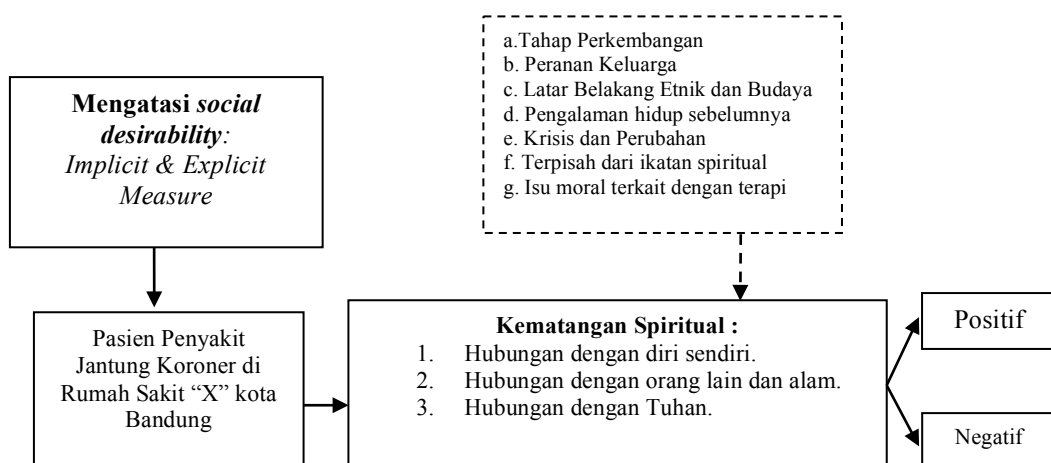 Mengatasi social
desirability:
Implicit & Explicit
Measure
a.Tahap Perkembangan
b. Peranan Keluarga
c. Latar Belakang Etnik dan Budaya
d. Pengalaman hidup sebelumnya
e. Krisis dan Perubahan
f. Terpisah dari ikatan spiritual
g. Isu moral terkait dengan terapi
Pasien Penyakit
Jantung Koroner di
Rumah Sakit “X” kota
Bandung
Kematangan Spiritual :
1. Hubungan dengan diri sendiri.
2. Hubungan dengan orang lain dan alam.
3. Hubungan dengan Tuhan.
Positif
Negatif